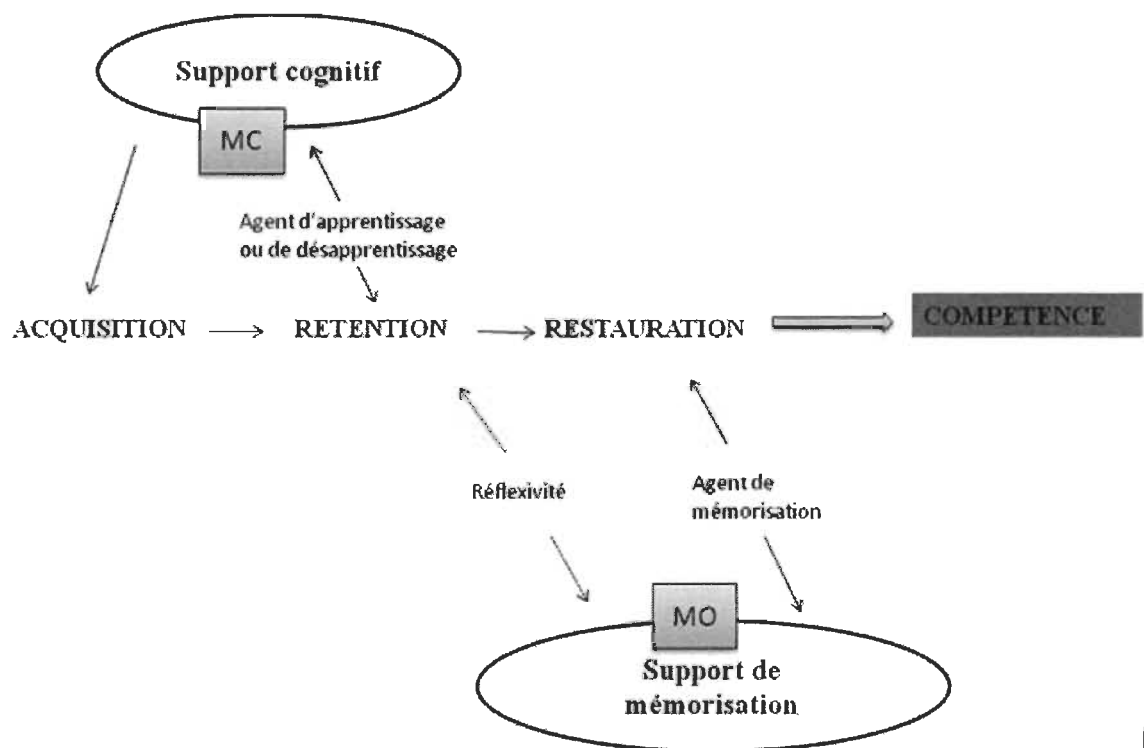 Support cognitif
MC
Agent d'apprentissage
ou de désapprentissage
ACQUISITION
RETENTION
RESTAURATION
COMPETENCE
Réflexivité
Agent de
mémorisation
MO
Support de
mémorisation